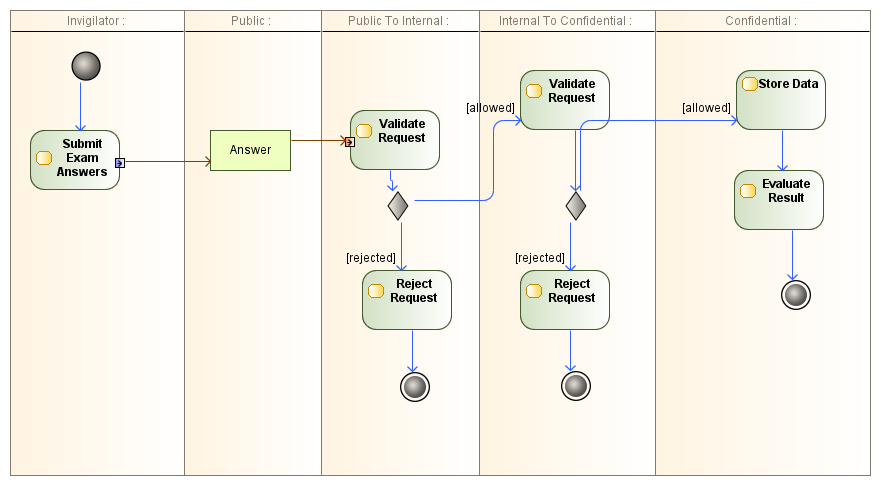 Invigilator :
Public :
Public To Internal :
Internal To Confidential :
Confidential :
Submit
Exam
Answers
Answer
Validate
Request
[allowed]
[rejected]
Reject
Request
Validate
Request
[allowed]
[rejected]
Reject
Request
Store Data
Evaluate
Result